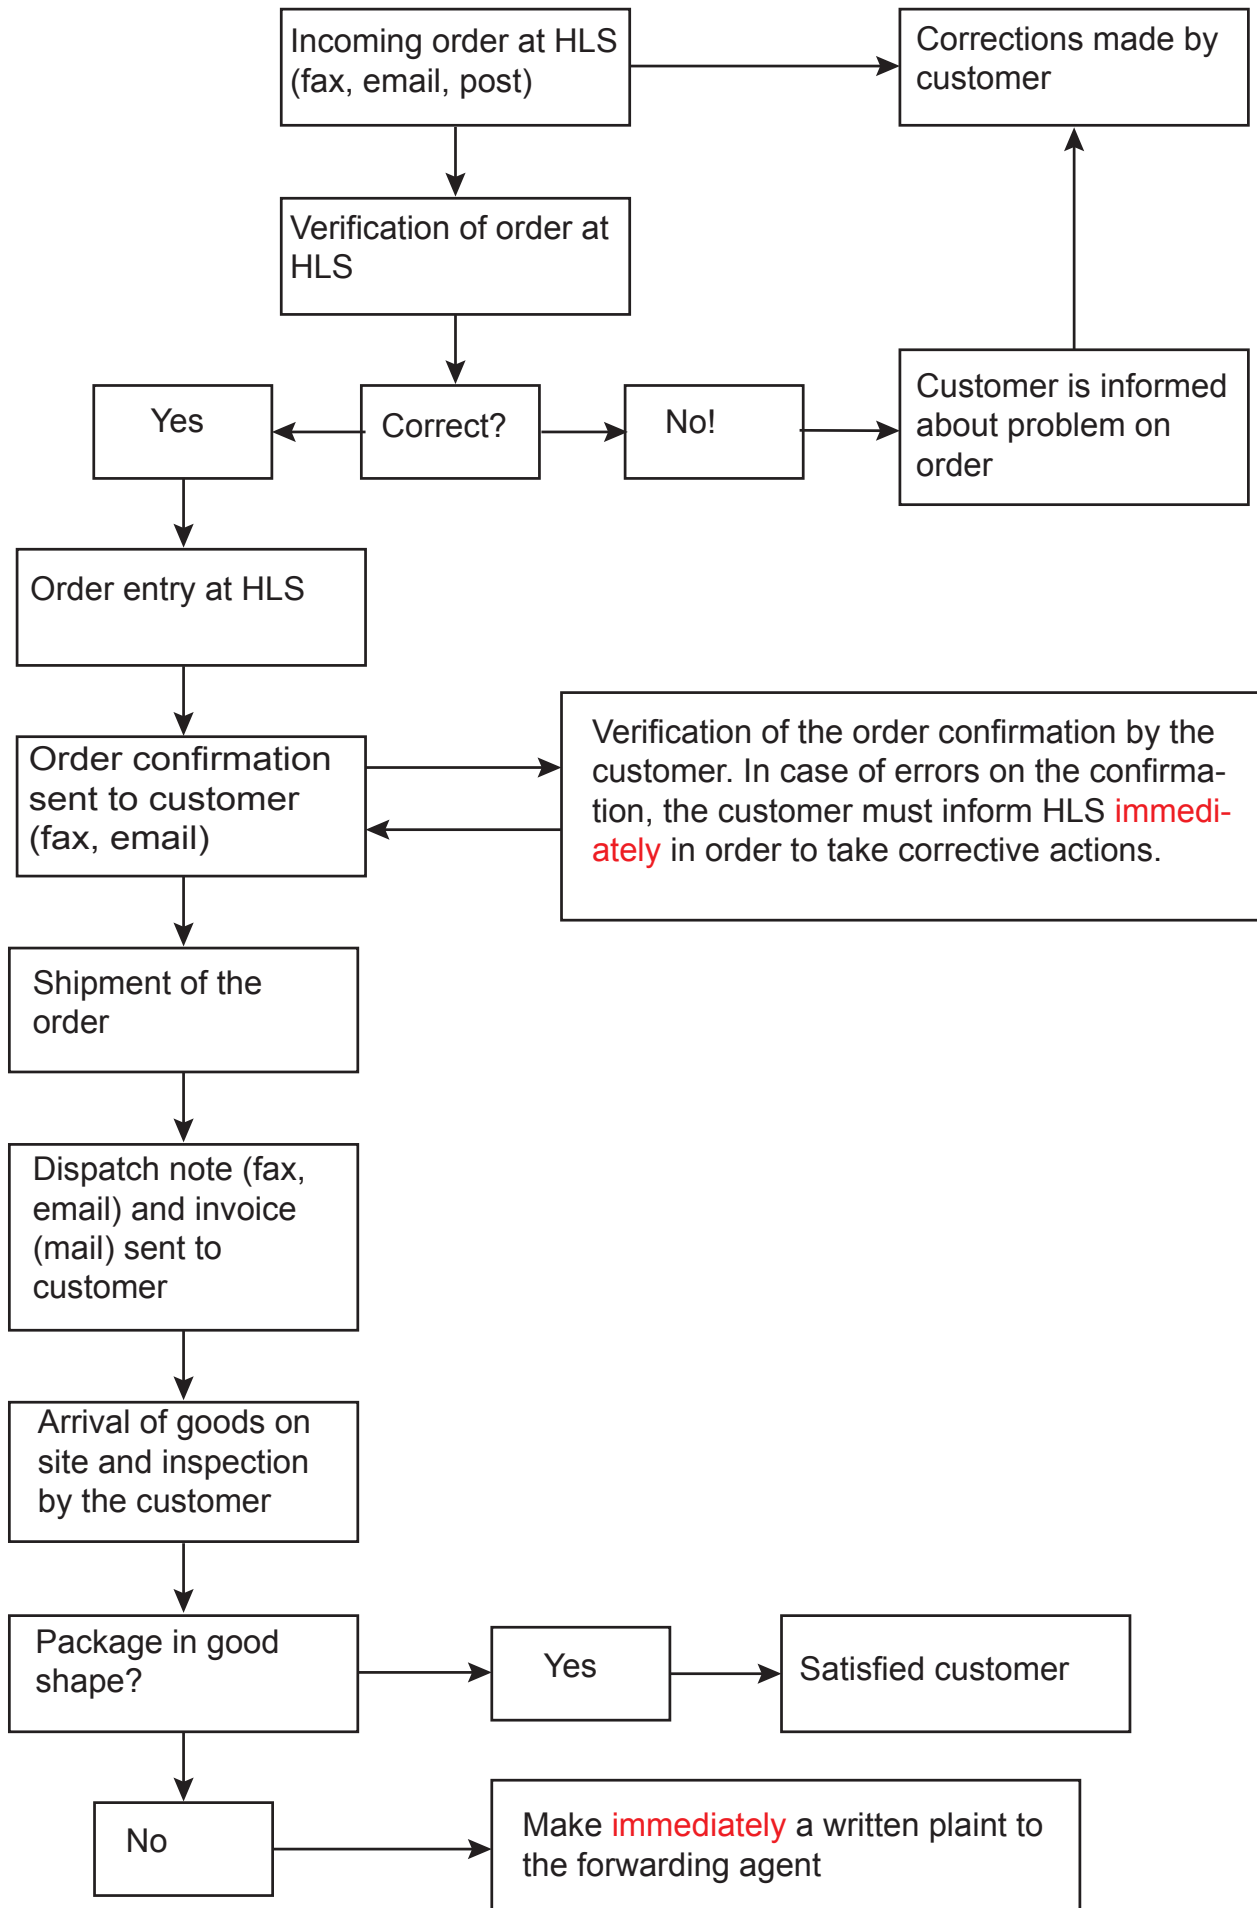 Incoming order at HLS
(fax, email, post)
Corrections made by
customer
Verification of order at
HLS
Yes
Correct?
No!
Customer is informed
about problem on
order
Order entry at HLS
Order confirmation
sent to customer
(fax, email)
Verification of the order confirmation by the
customer. In case of errors on the confirma-
tion, the customer must inform HLS immedi-
ately in order to take corrective actions.
Shipment of the
order
Dispatch note (fax,
email) and invoice
(mail) sent to
customer
Arrival of goods on
site and inspection
by the customer
Package in good
shape?
Yes
Satisfied customer
No
Make immediately a written plaint to
the forwarding agent